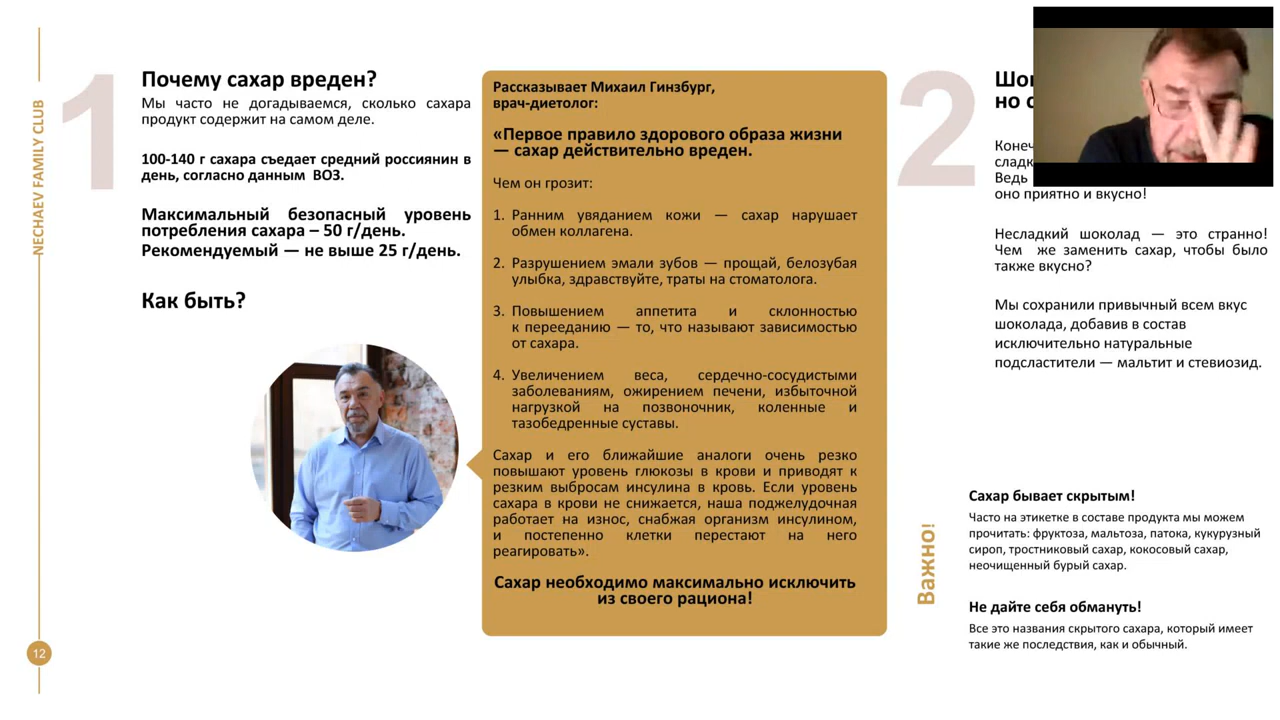 NECHAEV FAMILY CLUB
12
1
Почему сахар вреден?
Мы часто не догадываемся, сколько сахара
продукт содержит на самом деле.
100-140 г сахара съедает средний россиянин в
день, согласно данным ВОЗ.
Максимальный безопасный уровень
потребления сахара – 50 г/день.
Рекомендуемый — не выше 25 г/день.
Как быть?
Рассказывает Михаил Гинзбург,
врач-диетолог:
«Первое правило здорового образа жизни
— сахар действительно вреден.
Чем он грозит:
1. Ранним увяданием кожи — сахар нарушает
обмен коллагена.
2. Разрушением эмали зубов — прощай, белозубая
улыбка, здравствуйте, траты на стоматолога.
3. Повышением аппетита и склонностью
к перееданию — то, что называют зависимостью
от сахара.
4. Увеличением веса, сердечно-сосудистыми
заболеваниям, ожирением печени, избыточной
нагрузкой на позвоночник, коленные и
тазобедренные суставы.
Сахар и его ближайшие аналоги очень резко
повышают уровень глюкозы в крови и приводят к
резким выбросам инсулина в кровь. Если уровень
сахара в крови не снижается, наша поджелудочная
работает на износ, снабжая организм инсулином,
и постепенно клетки перестают на него
реагировать».
Сахар необходимо максимально исключить
из своего рациона!
2
но
Ведь
оно приятно и вкусно!
Несладкий шоколад — это странно!
Чем же заменить сахар, чтобы было
также вкусно?
Мы сохранили привычный всем вкус
шоколада, добавив в состав
исключительно натуральные
подсластители — мальтит и стевиозид.
Важно!
Сахар бывает скрытым!
Часто на этикетке в составе продукта мы можем
прочитать: фруктоза, мальтоза, патока, кукурузный
сироп, тростниковый сахар, кокосовый сахар,
неочищенный бурый сахар.
Не дайте себя обмануть!
Все это названия скрытого сахара, который имеет
такие же последствия, как и обычный.